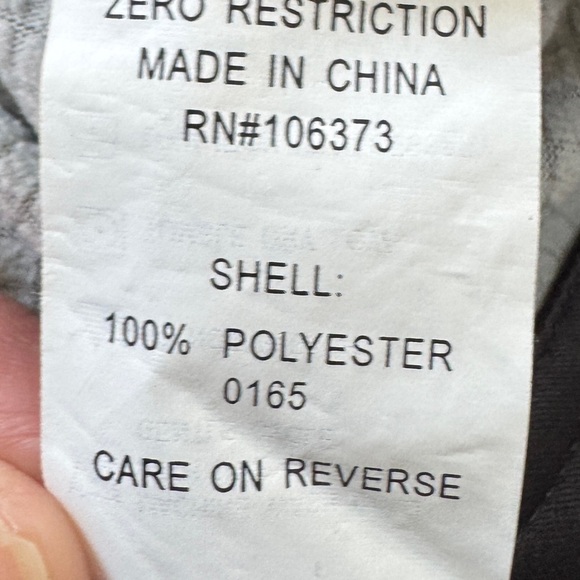 ZERO RESTRICTION
MADE IN CHINA
RN#106373
SHELL:
100% POLYESTER
0165
CARE ON REVERSE